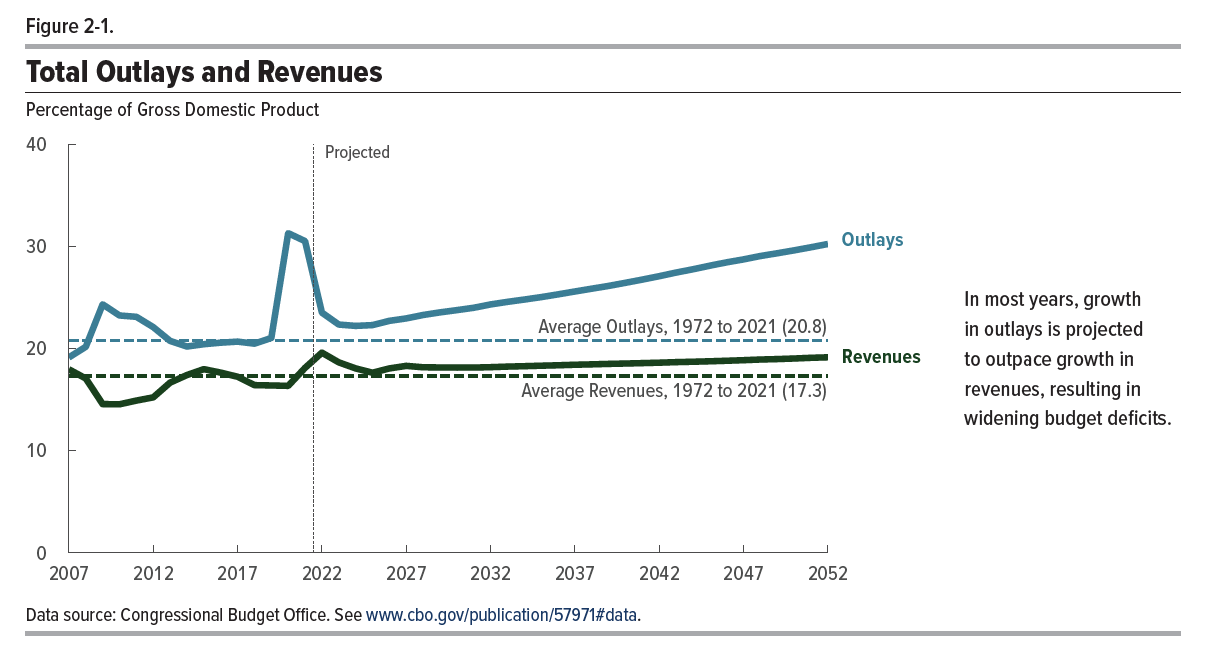 Figure 2-1.
Total Outlays and Revenues
Percentage of Gross Domestic Product
40
Projected
30
Outlays
In most years, growth
in outlays is projected
to outpace growth in
revenues, resulting in
widening budget deficits.
Average Outlays, 1972 to 2021 (20.8)
20
Revenues
Average Revenues, 1972 to 2021 (17.3)
10
0
2007 2012 2017 2022 2027 2032 2037 2042 2047 2052
Data source: Congressional Budget Office. See www.cbo.gov/publication/57971#data.